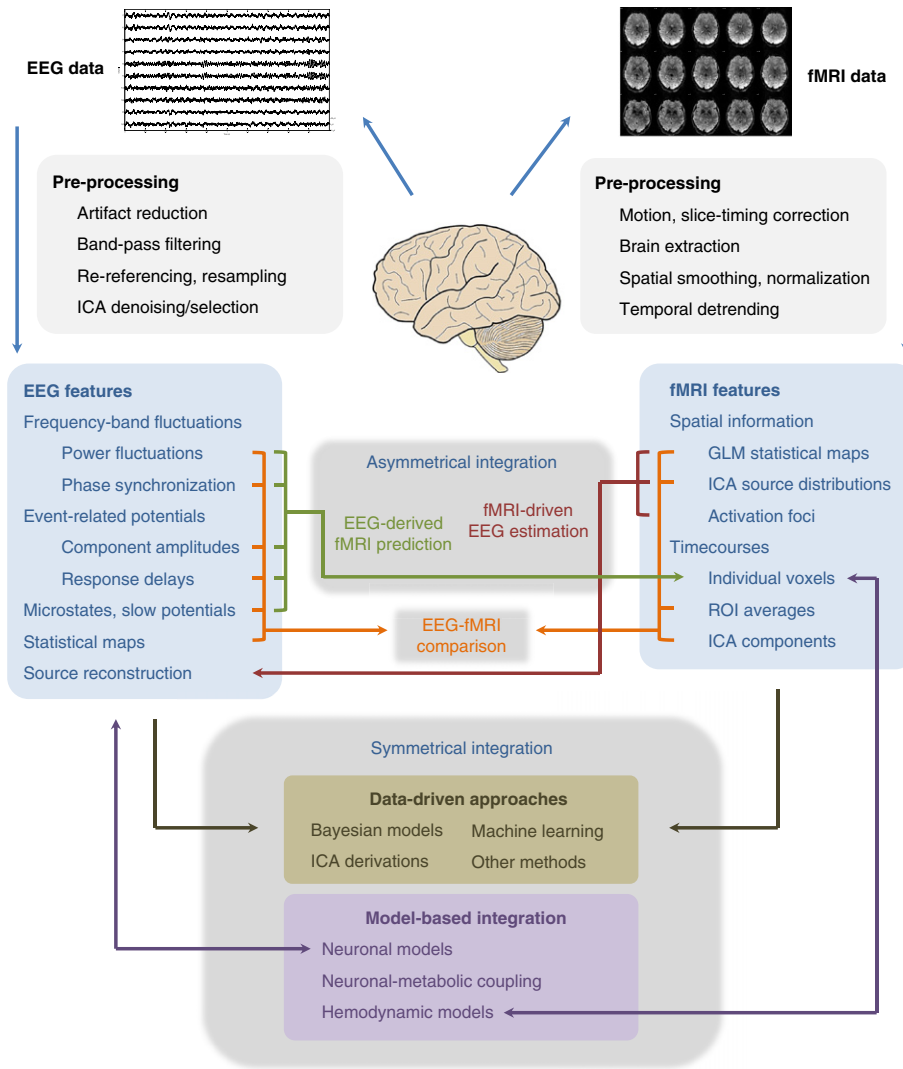 EEG data
fMRI data
Pre-processing
Artifact reduction
Band-pass filtering
Re-referencing, resampling
ICA denoising/selection
Pre-processing
Motion, slice-timing correction
Brain extraction
Spatial smoothing, normalization
Temporal detrending
EEG features
Frequency-band fluctuations
Power fluctuations
Phase synchronization
Event-related potentials
Component amplitudes
Response delays
Microstates, slow potentials
Statistical maps
Source reconstruction
Asymmetrical integration
EEG-derived
fMRI prediction
fMRI-driven
EEG estimation
EEG-fMRI
comparison
fMRI features
Spatial information
GLM statistical maps
ICA source distributions
Activation foci
Timecourses
Individual voxels
ROI averages
ICA components
Symmetrical integration
Data-driven approaches
Bayesian models
Machine learning
ICA derivations
Other methods
Model-based integration
Neuronal models
Neuronal-metabolic coupling
Hemodynamic models